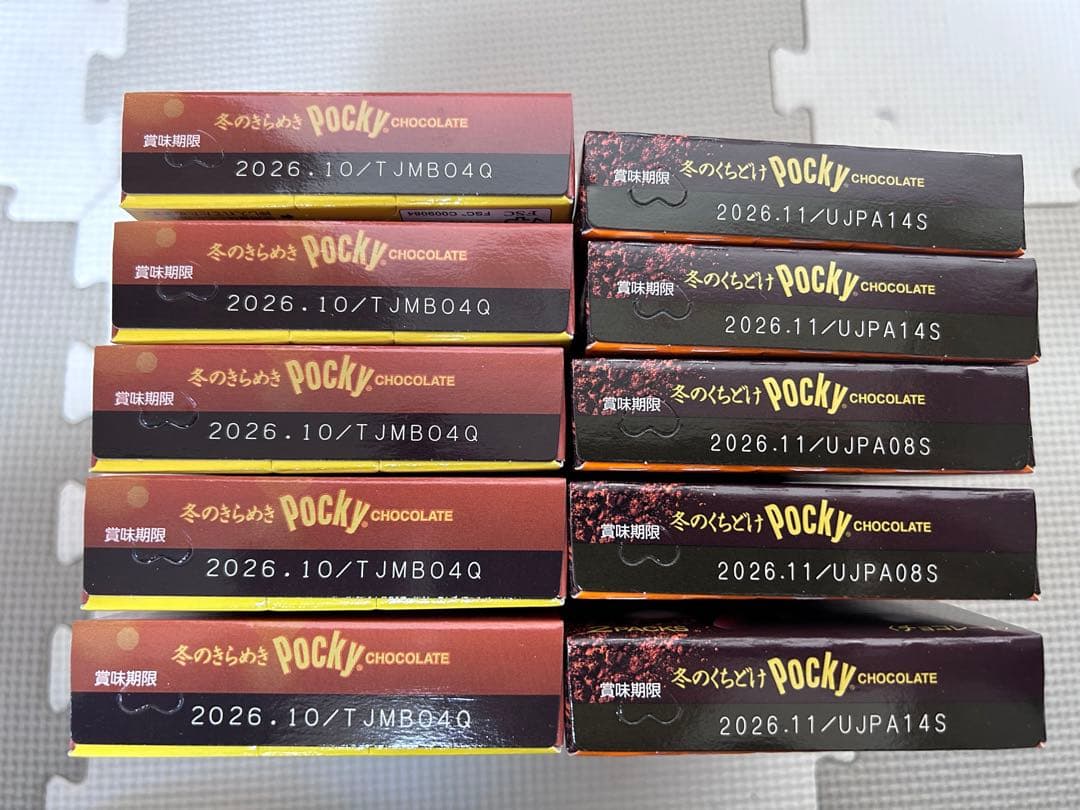 冬のきらめき Pocky CHOCOLATE
賞味期限
2026.10/TJMB04Q
FSC™ C009084
FSC
冬のきらめき Pocky CHOCOLATE
賞味期限
2026.10/TJMB04Q
冬のきらめき Pocky CHOCOLATE
賞味期限
2026.10/TJMB04Q
冬のきらめき Pocky CHOCOLATE
賞味期限
2026.10/TJMB04Q
冬のきらめき Pocky CHOCOLATE
賞味期限
2026.10/TJMB04Q
冬のくちどけ Pocky CHOCOLATE
賞味期限
2026.11/UJPA14S
冬のくちどけ Pocky CHOCOLATE
賞味期限
2026.11/UJPA14S
冬のくちどけ Pocky CHOCOLATE
賞味期限
2026.11/UJPA08S
冬のくちどけ Pocky CHOCOLATE
賞味期限
2026.11/UJPA08S
2 PACKS
冬のくちどけ Pocky CHOCOLATE
賞味期限
2026.11/UJPA14S